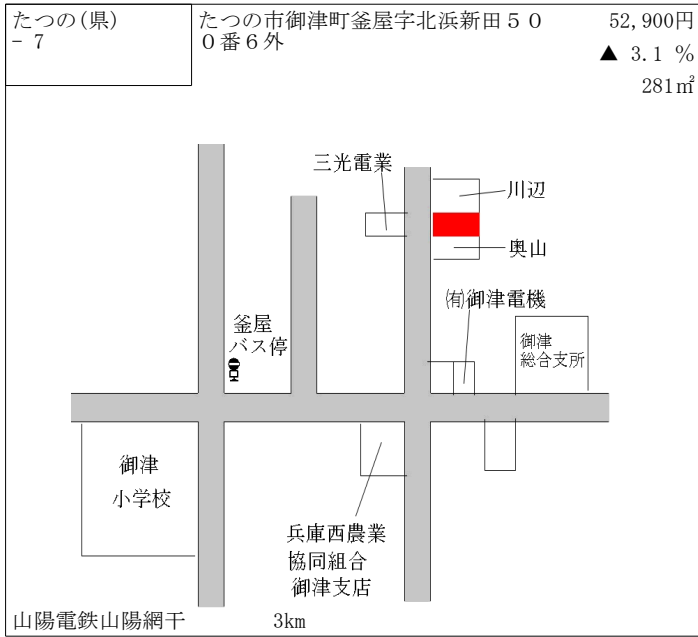 たつの(県)
- 7
たつの市御津町釜屋字北浜新田５０
０番６外
52,900円
▲ 3.1 %
281㎡
三光電業
川辺
奥山
㈲御津電機
釜屋
バス停
御津
総合支所
御津
小学校
兵庫西農業
協同組合
御津支店
山陽電鉄山陽網干
3km